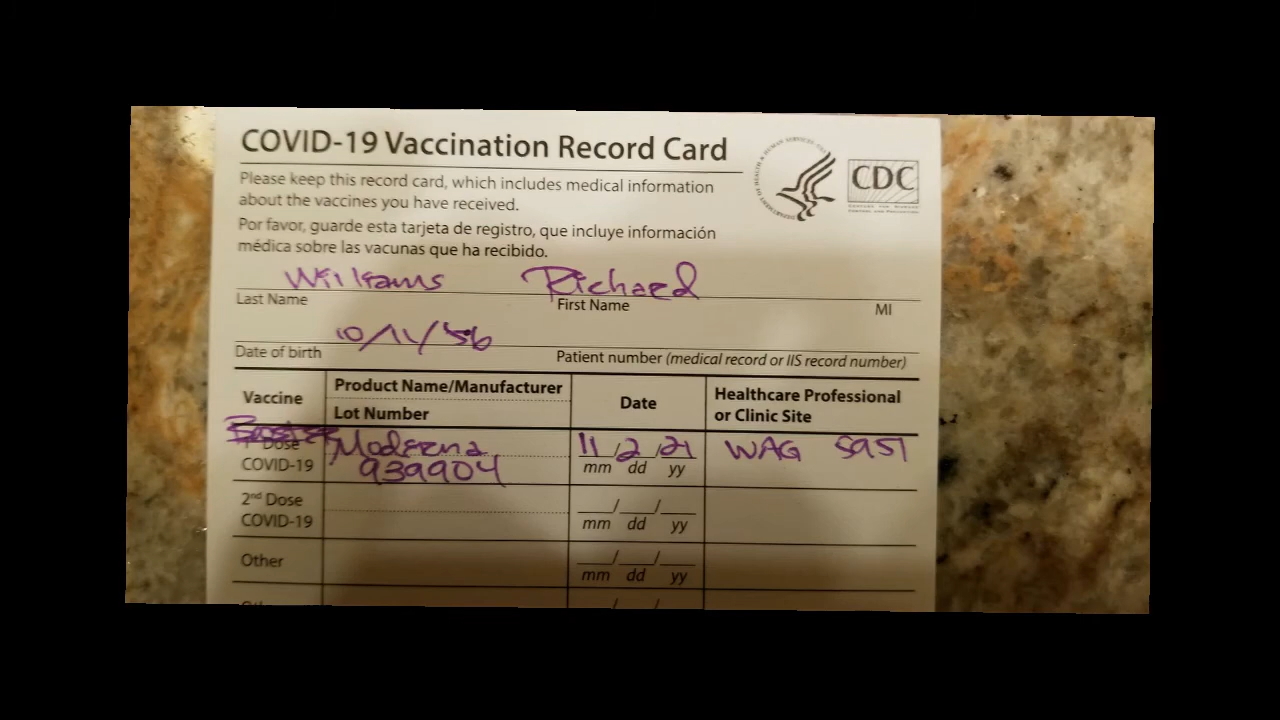 COVID-19 Vaccination Record Card
CDC
Please keep this record card, which includes medical information
about the vaccines you have received.
Por favor, guarde esta tarjeta de registro, que incluye información
médica sobre las vacunas que ha recibido.
Williams Richard
Last Name First Name MI
10/11/56
Date of birth Patient number (medical record or IIS record number)
Vaccine Product Name/Manufacturer Date Healthcare Professional
Lot Number or Clinic Site
Booster Moderna 11/2/21 WAG 5951
Dose
COVID-19 939904 mm dd yy
2nd Dose
COVID-19 mm dd yy
Other
mm dd yy